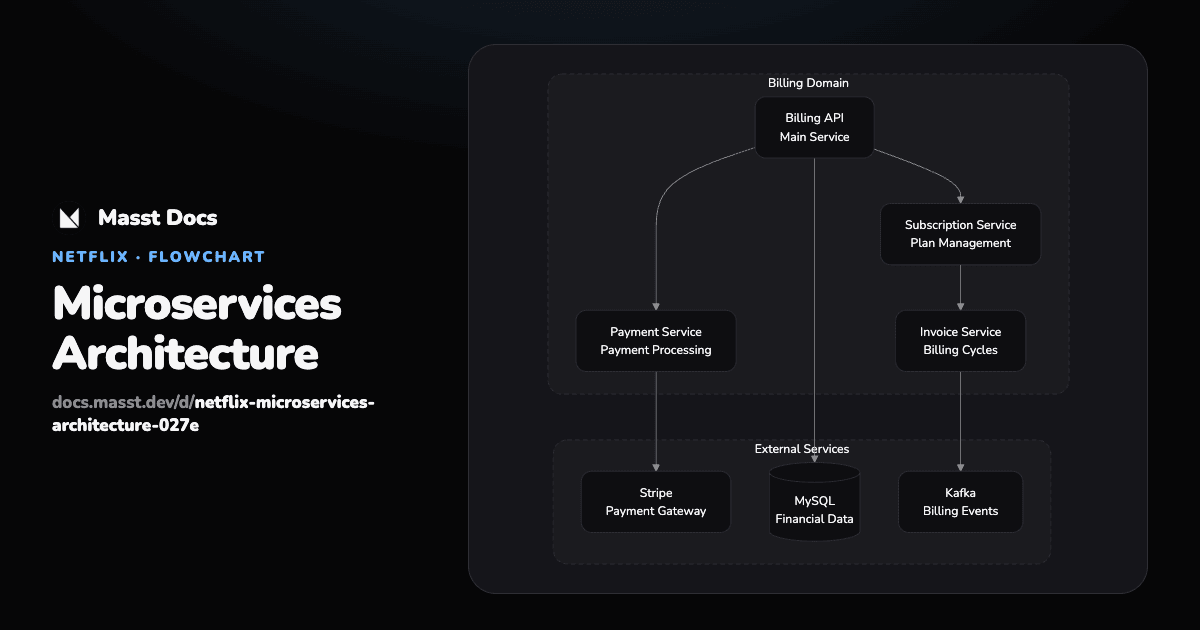 Masst Docs
NETFLIX · FLOWCHART
Microservices
Architecture
docs.masst.dev/d/netflix-microservices-
architecture-027e
Billing Domain
Billing API
Main Service
Subscription Service
Plan Management
Payment Service
Payment Processing
Invoice Service
Billing Cycles
External Services
Stripe
Payment Gateway
MySQL
Financial Data
Kafka
Billing Events